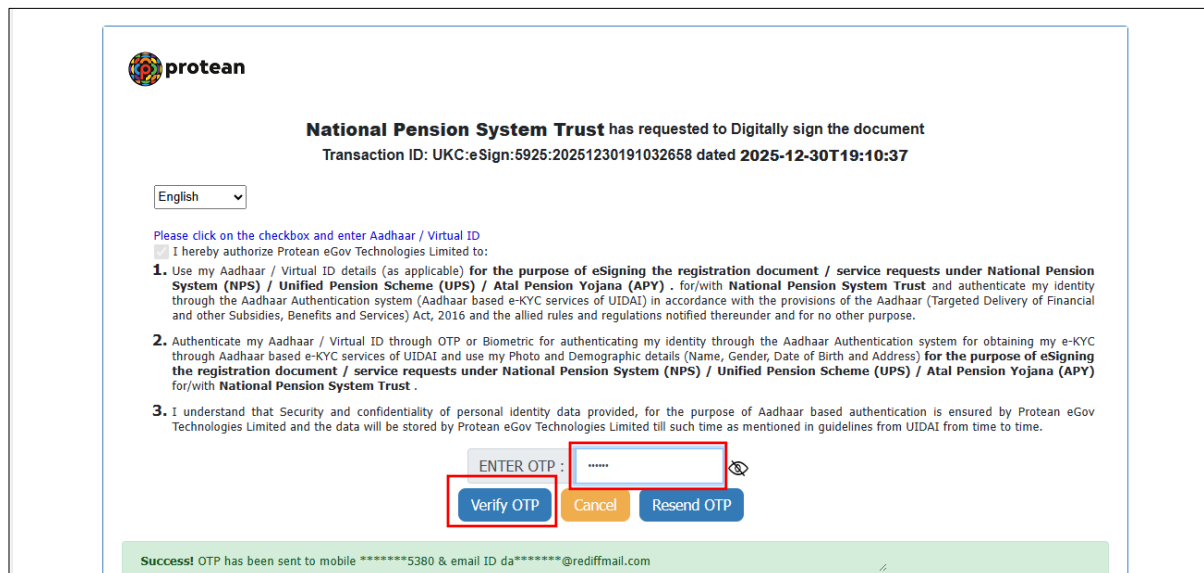 protean
National Pension System Trust has requested to Digitally sign the document
Transaction ID: UKC:eSign:5925:20251230191032658 dated 2025-12-30T19:10:37
English
Please click on the checkbox and enter Aadhaar / Virtual ID
I hereby authorize Protean eGov Technologies Limited to:
1. Use my Aadhaar / Virtual ID details (as applicable) for the purpose of eSigning the registration document / service requests under National Pension
System (NPS) / Unified Pension Scheme (UPS) / Atal Pension Yojana (APY) . for/with National Pension System Trust and authenticate my identity
through the Aadhaar Authentication system (Aadhaar based e-KYC services of UIDAI) in accordance with the provisions of the Aadhaar (Targeted Delivery of Financial
and other Subsidies, Benefits and Services) Act, 2016 and the allied rules and regulations notified thereunder and for no other purpose.
2. Authenticate my Aadhaar / Virtual ID through OTP or Biometric for authenticating my identity through the Aadhaar Authentication system for obtaining my e-KYC
through Aadhaar based e-KYC services of UIDAI and use my Photo and Demographic details (Name, Gender, Date of Birth and Address) for the purpose of eSigning
the registration document / service requests under National Pension System (NPS) / Unified Pension Scheme (UPS) / Atal Pension Yojana (APY)
for/with National Pension System Trust .
3. I understand that Security and confidentiality of personal identity data provided, for the purpose of Aadhaar based authentication is ensured by Protean eGov
Technologies Limited and the data will be stored by Protean eGov Technologies Limited till such time as mentioned in guidelines from UIDAI from time to time.
ENTER OTP : ······
Verify OTP Cancel Resend OTP
Success! OTP has been sent to mobile *******5380 & email ID da*******@rediffmail.com